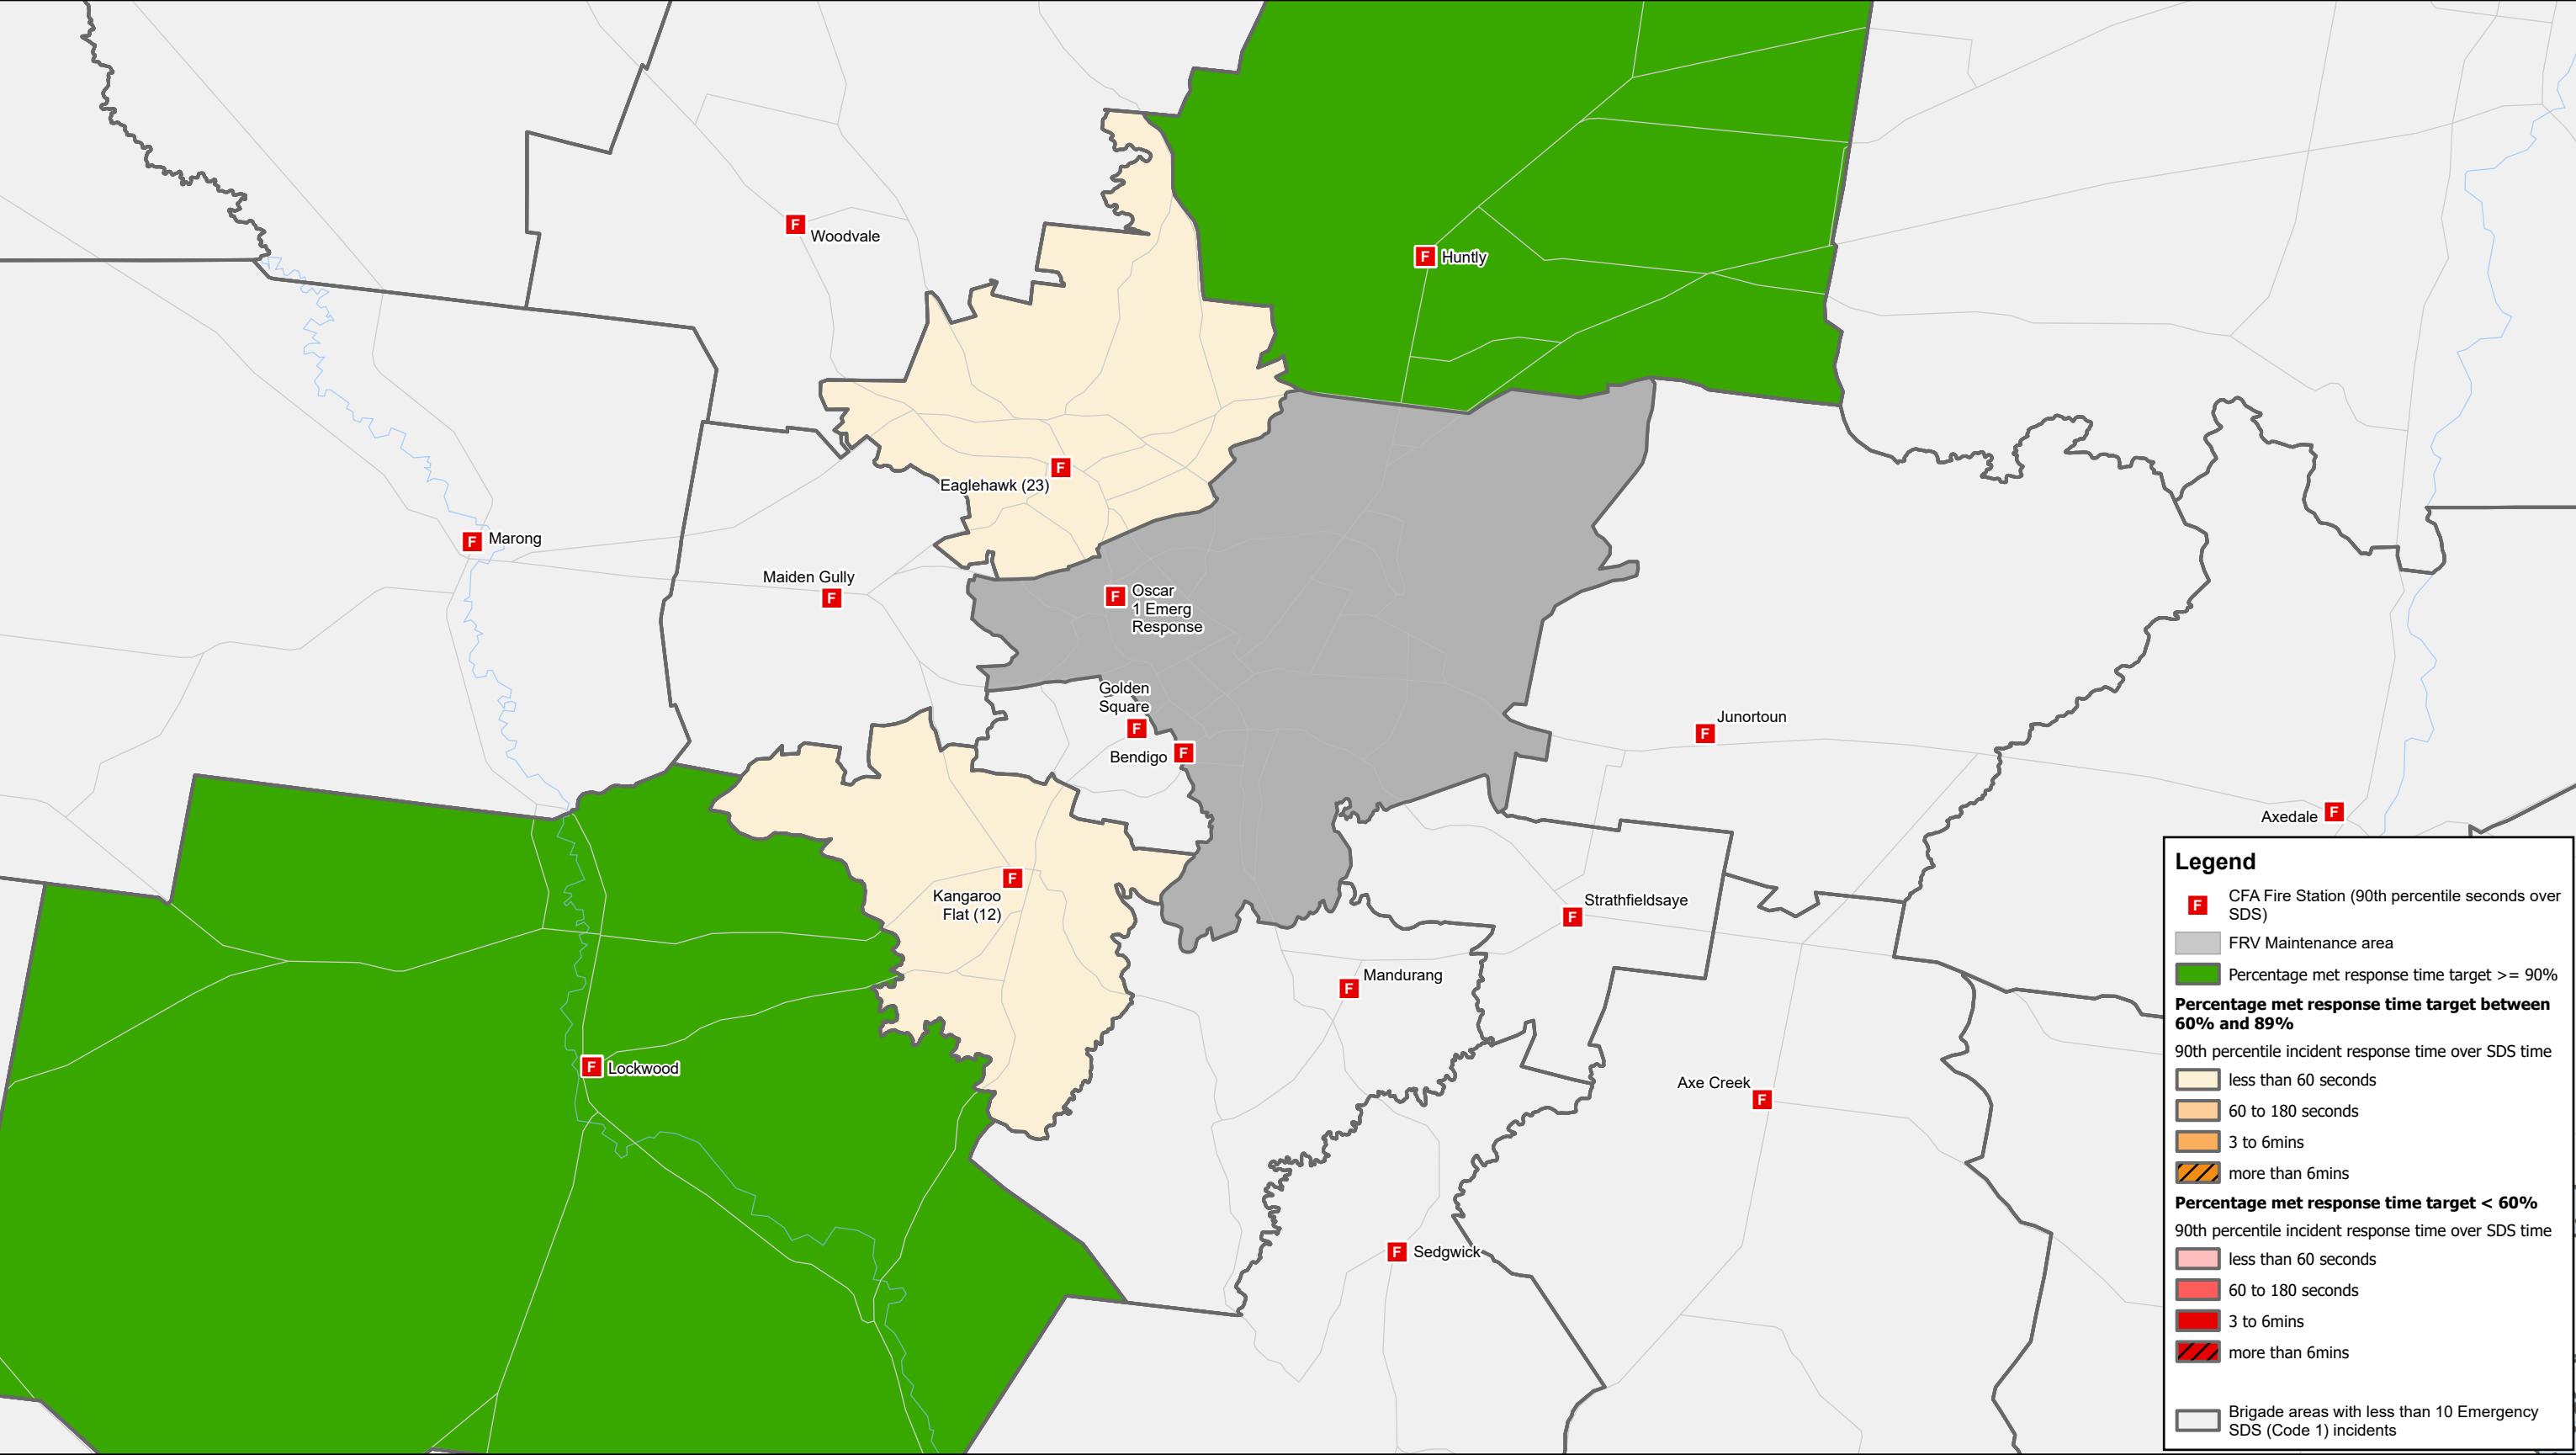 F
Woodvale
F
Huntly
F
Eaglehawk (23)
F
Marong
Maiden Gully
F
F
Oscar
1 Emerg
Response
Golden
Square
F
Bendigo
F
Junortoun
F
Axedale
F
F
Kangaroo
Flat (12)
Strathfieldsaye
F
Mandurang
F
F
Lockwood
Axe Creek
F
F
Sedgwick
Legend
F
CFA Fire Station (90th percentile seconds over
SDS)
FRV Maintenance area
Percentage met response time target >= 90%
Percentage met response time target between
60% and 89%
90th percentile incident response time over SDS time
less than 60 seconds
60 to 180 seconds
3 to 6mins
more than 6mins
Percentage met response time target < 60%
90th percentile incident response time over SDS time
less than 60 seconds
60 to 180 seconds
3 to 6mins
more than 6mins
Brigade areas with less than 10 Emergency
SDS (Code 1) incidents